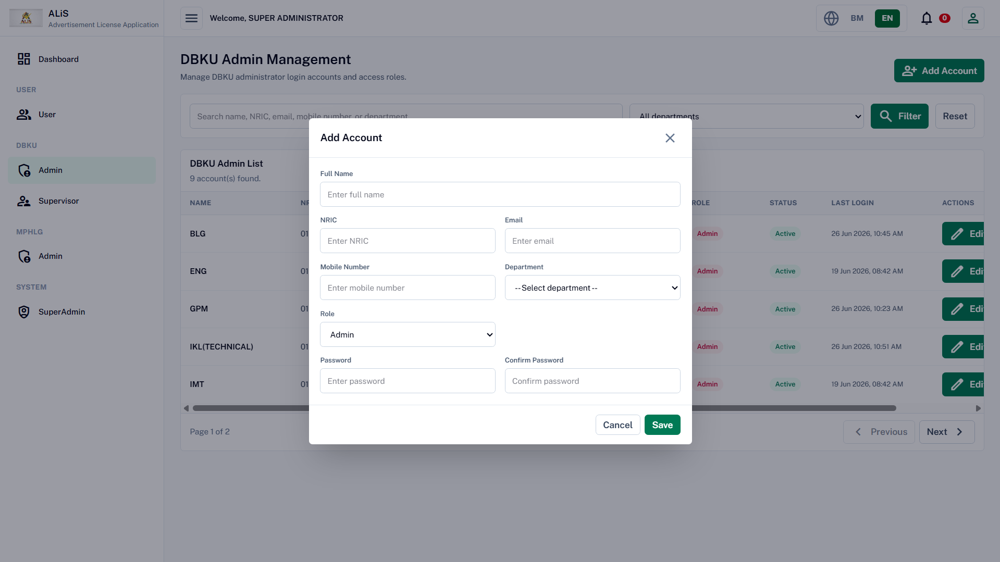 ALiS
Advertisement License Application
Welcome, SUPER ADMINISTRATOR
BM
EN
0
Dashboard
USER
User
DBKU
Admin
Supervisor
MPHLG
Admin
SYSTEM
SuperAdmin
DBKU Admin Management
Manage DBKU administrator login accounts and access roles.
Add Account
Search name, NRIC, email, mobile number, or department
All departments
Filter
Reset
DBKU Admin List
9 account(s) found.
NAME
ROLE
STATUS
LAST LOGIN
ACTIONS
BLG
01
Admin
Active
26 Jun 2026, 10:45 AM
ENG
01
Admin
Active
19 Jun 2026, 08:42 AM
GPM
01
Admin
Active
26 Jun 2026, 10:23 AM
IKL(TECHNICAL)
01
Admin
Active
26 Jun 2026, 10:51 AM
IMT
01
Admin
Active
19 Jun 2026, 08:42 AM
Page 1 of 2
Previous
Next
Add Account
Full Name
Enter full name
NRIC
Email
Enter NRIC
Enter email
Mobile Number
Department
Enter mobile number
--Select department--
Role
Admin
Password
Confirm Password
Enter password
Confirm password
Cancel
Save